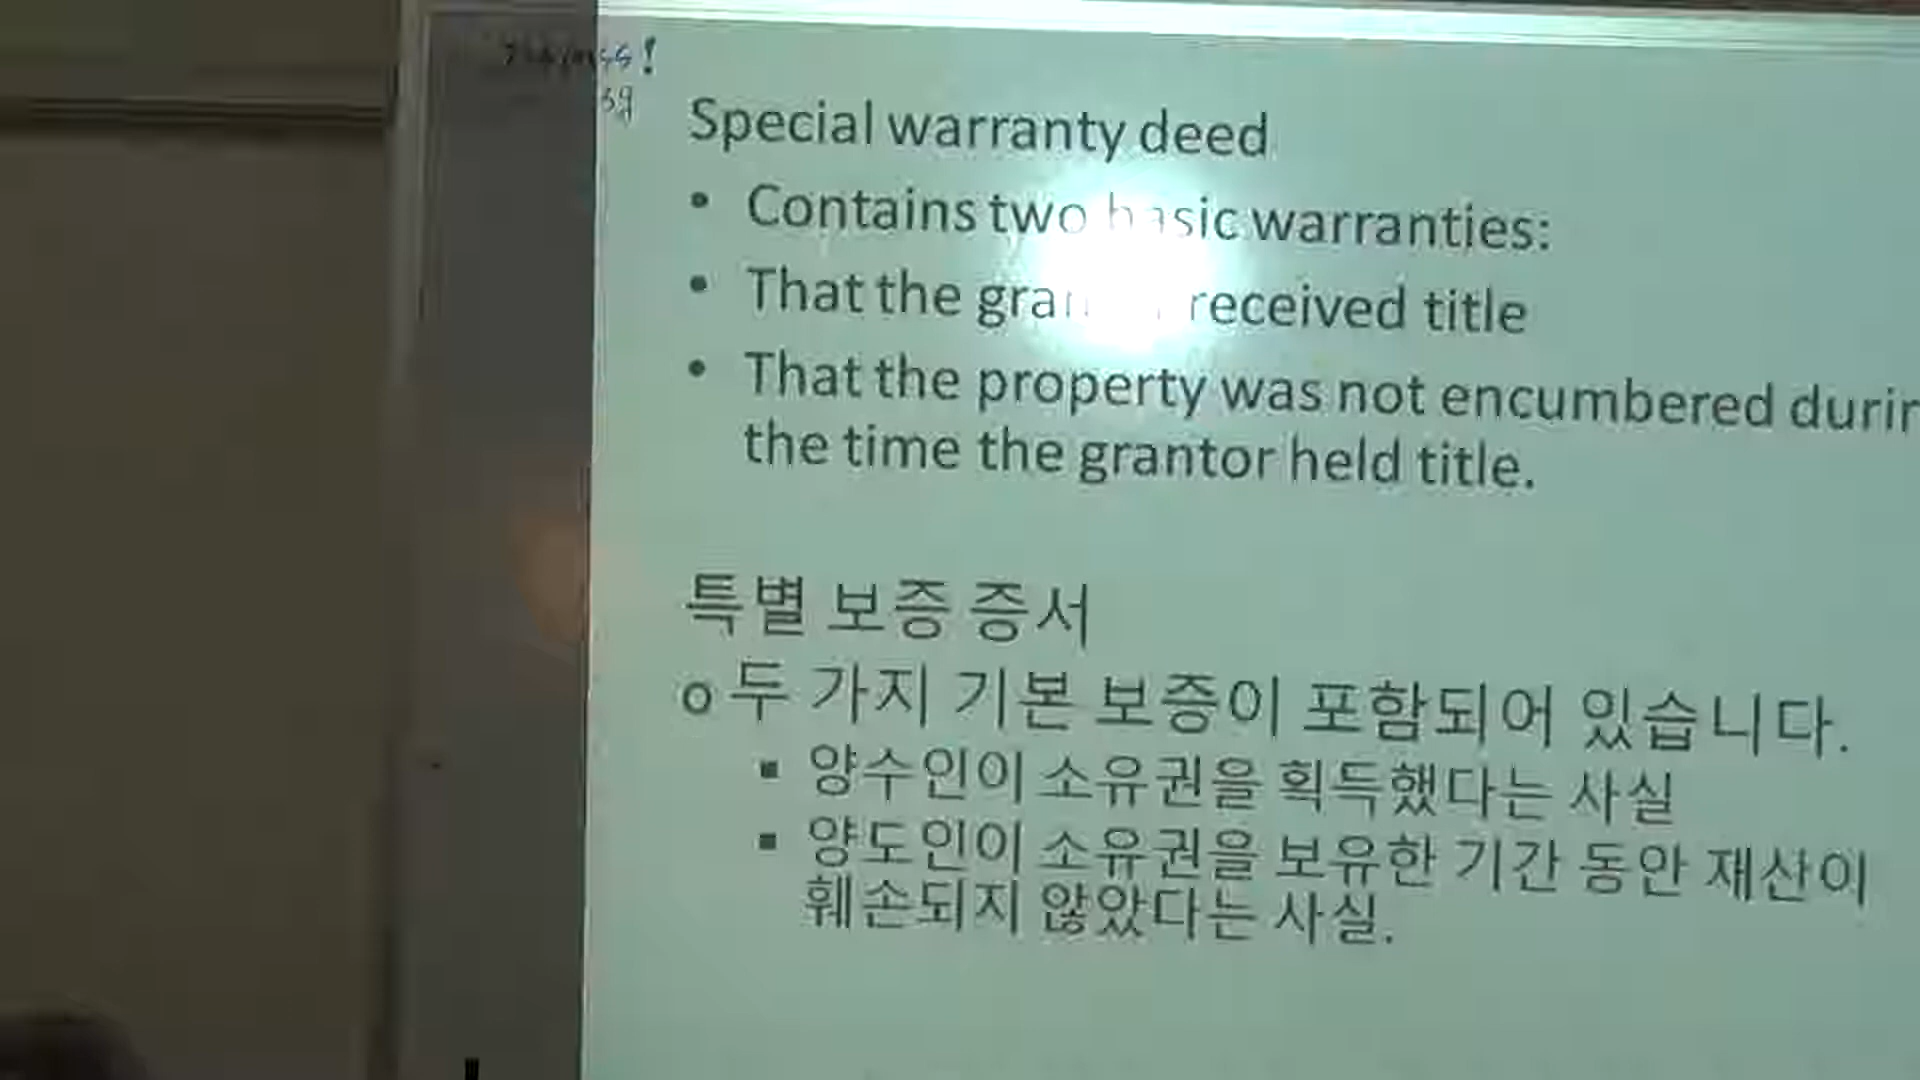 Special warranty deed
• Contains two basic warranties:
• That the received title
• That the property was not encumbered durin
the time the grantor held title.
특별 보증 증서
o 두 가지 기본 보증이 포함되어 있습니다.
▪ 양수인이 소유권을 획득했다는 사실
▪ 양도인이 소유권을 보유한 기간 동안 재산이
훼손되지 않았다는 사실.